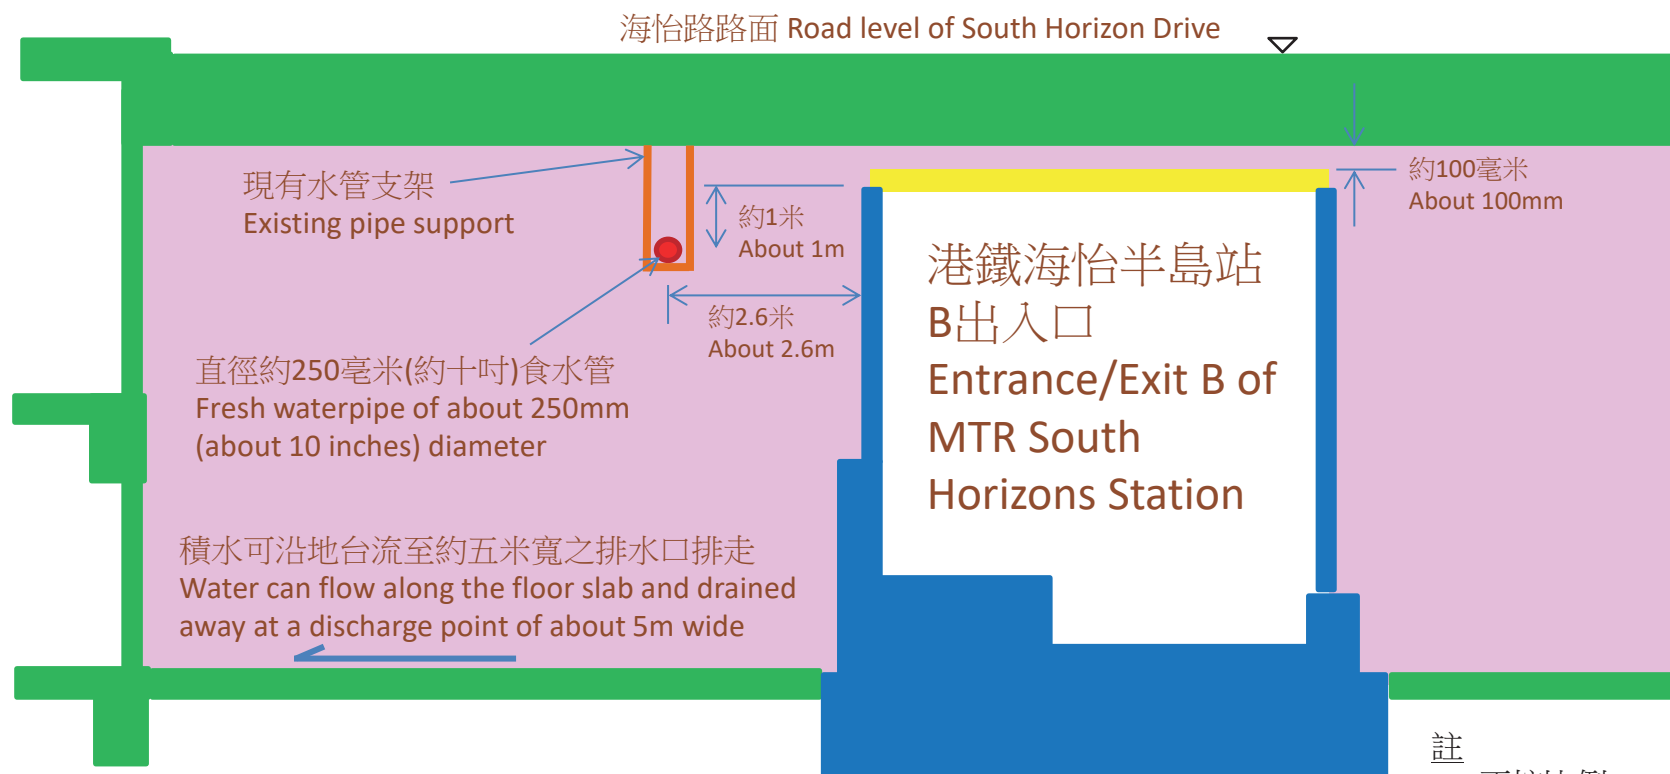 海怡路路面 Road level of South Horizon Drive
現有水管支架
Existing pipe support
約1米
About 1m
約100毫米
About 100mm
港鐵海怡半島站
B出入口
Entrance/Exit B of
MTR South
Horizons Station
約2.6米
About 2.6m
直徑約250毫米(約十吋)食水管
Fresh waterpipe of about 250mm
(about 10 inches) diameter
積水可沿地台流至約五米寬之排水口排走
Water can flow along the floor slab and drained
away at a discharge point of about 5m wide
註